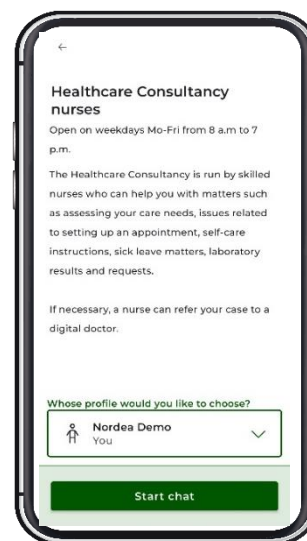 Healthcare Consultancy
nurses
Open on weekdays Mo-Fri from 8 a.m to 7
p.m.
The Healthcare Consultancy is run by skilled
nurses who can help you with matters such
as assessing your care needs, issues related
to setting up an appointment, self-care
instructions, sick leave matters, laboratory
results and requests.
If necessary, a nurse can refer your case to a
digital doctor.
Whose profile would you like to choose?
Nordea Demo
You
Start chat